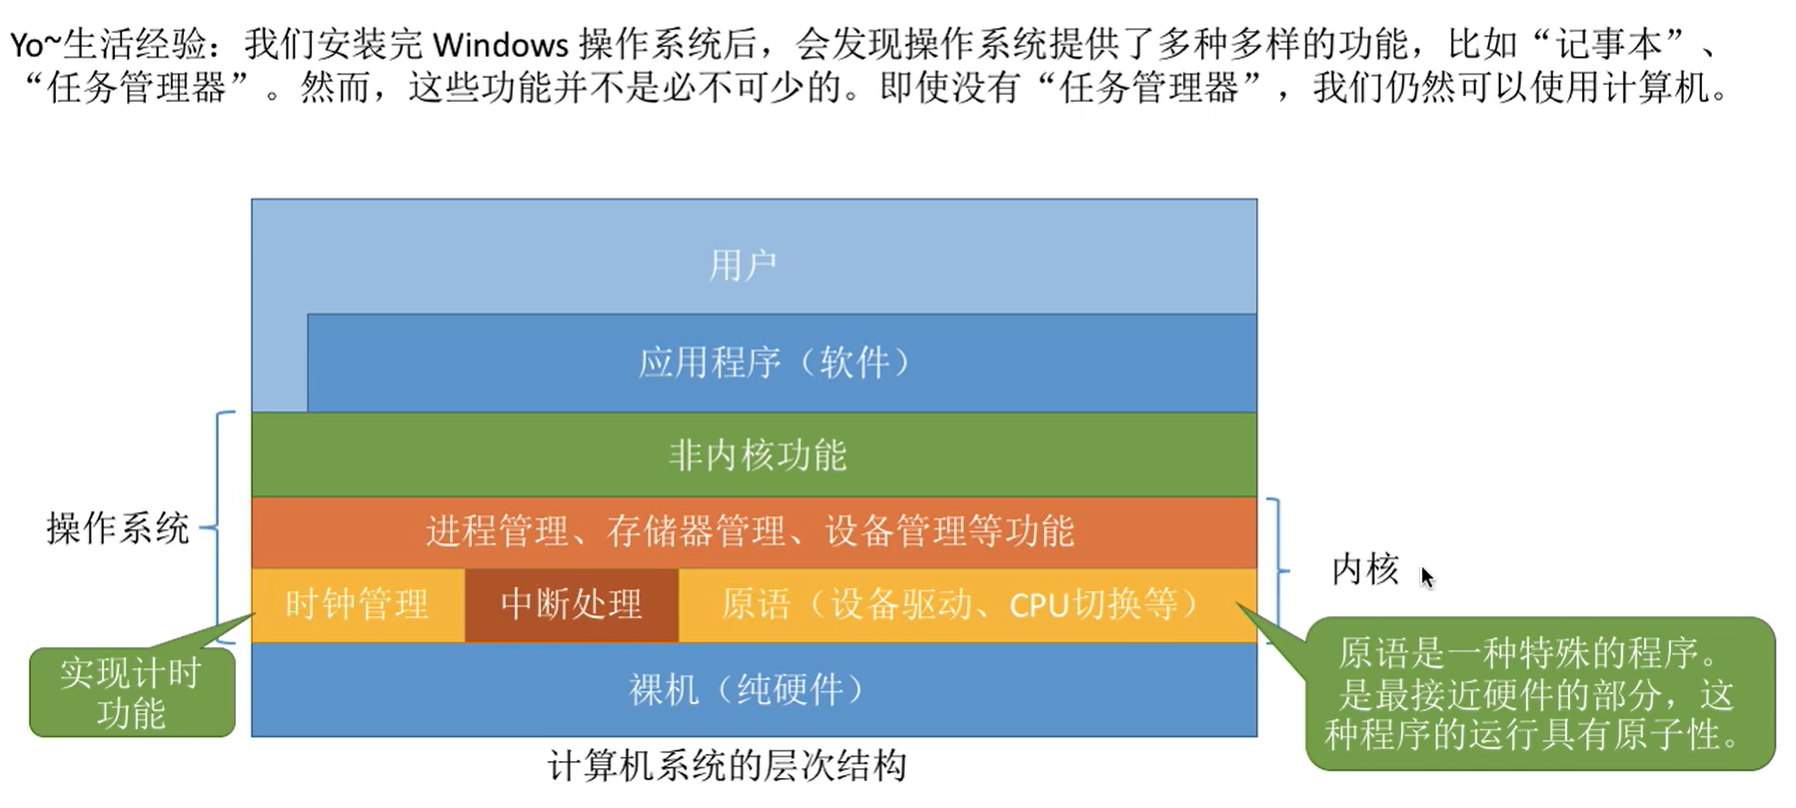 Yo~生活经验：我们安装完 Windows 操作系统后，会发现操作系统提供了多种多样的功能，比如“记事本”、
“任务管理器”。然而，这些功能并不是必不可少的。即使没有“任务管理器”，我们仍然可以使用计算机。
用户
应用程序（软件）
非内核功能
操作系统
进程管理、存储器管理、设备管理等功能
内核
时钟管理
中断处理
原语（设备驱动、CPU切换等）
实现计时
功能
裸机（纯硬件）
原语是一种特殊的程序。
是最接近硬件的部分，这
种程序的运行具有原子性。
计算机系统的层次结构